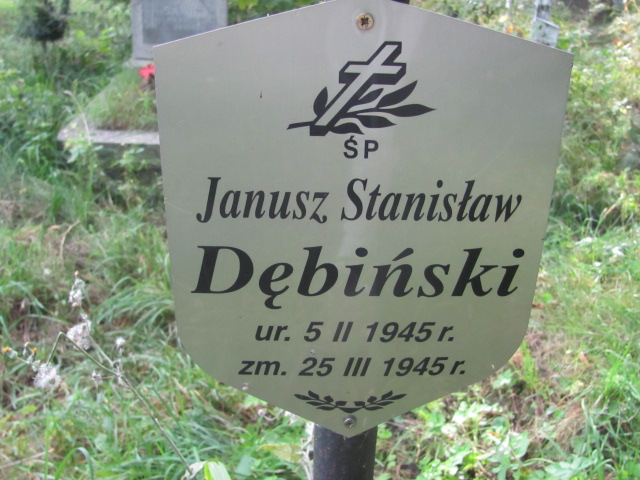 ŚP
Janusz Stanisław
Dębiński
ur. 5 II 1945 r.
zm. 25 III 1945 r.